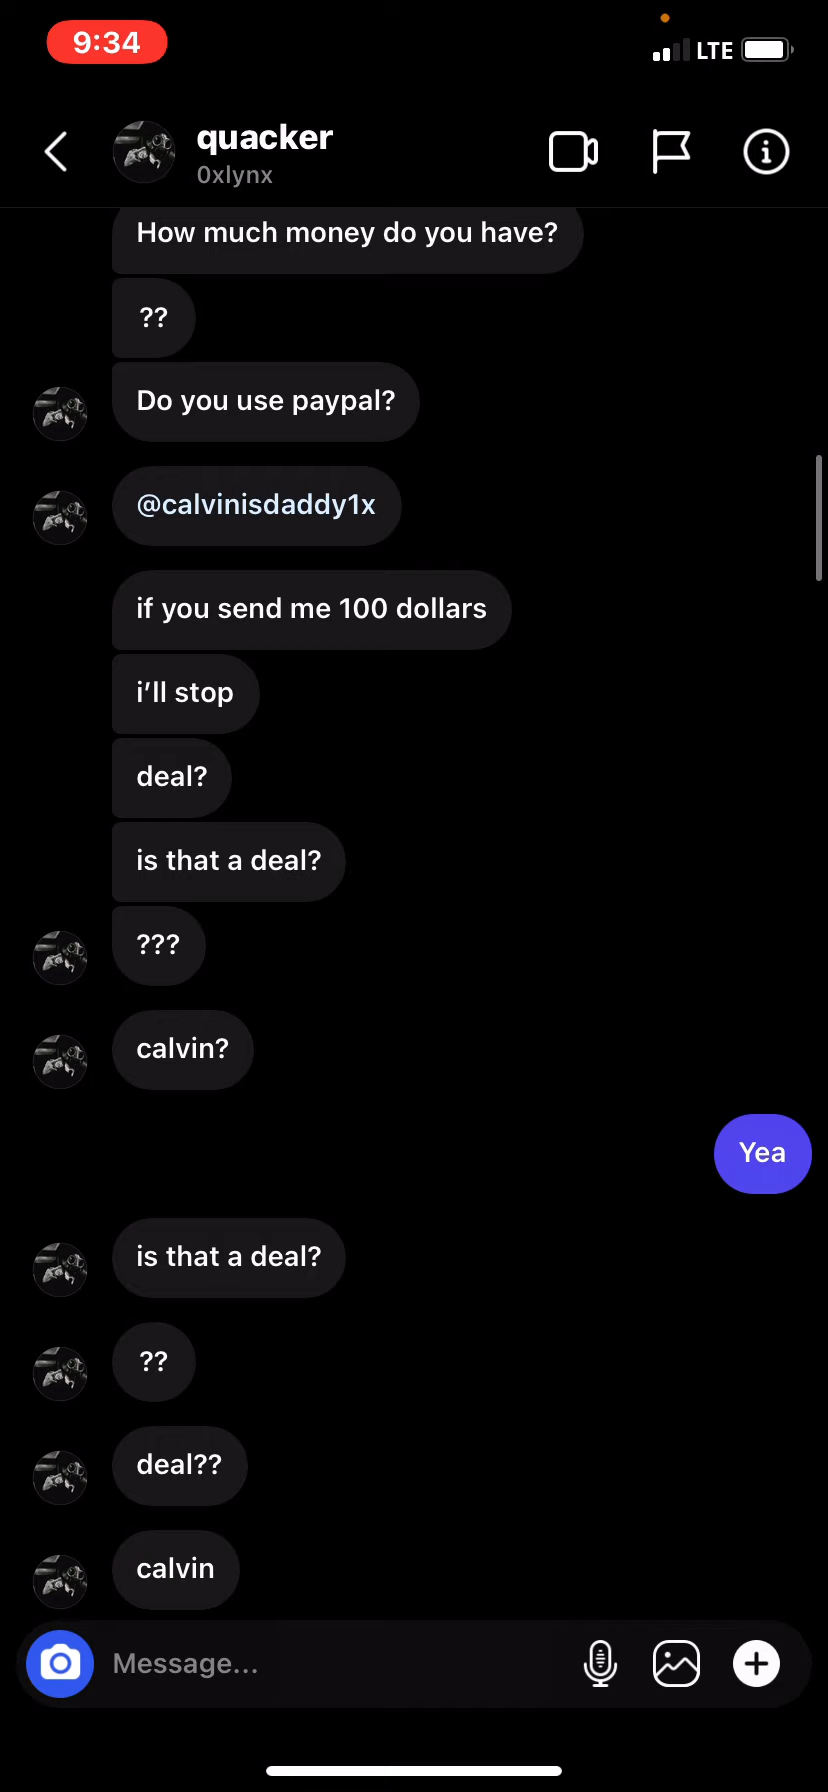 9:34
LTE
quacker
0xlynx
How much money do you have?
??
Do you use paypal?
@calvinisdaddy1x
if you send me 100 dollars
i'll stop
deal?
is that a deal?
???
calvin?
Yea
is that a deal?
??
deal??
calvin
Message...